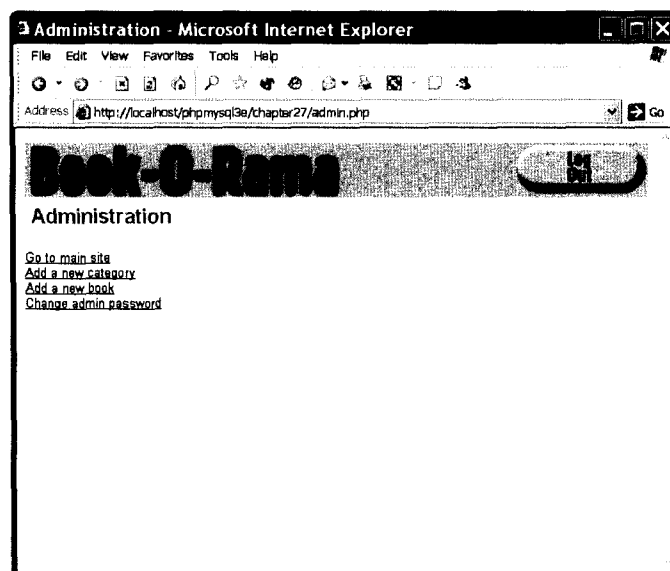 Administration - Microsoft Internet Explorer
File Edit View Favorites Tools Help
Address http://localhost/phpmysql3e/chapter27/admin.php Go
Book-O-Rama
Log
Out
Administration
Go to main site
Add a new category
Add a new book
Change admin password